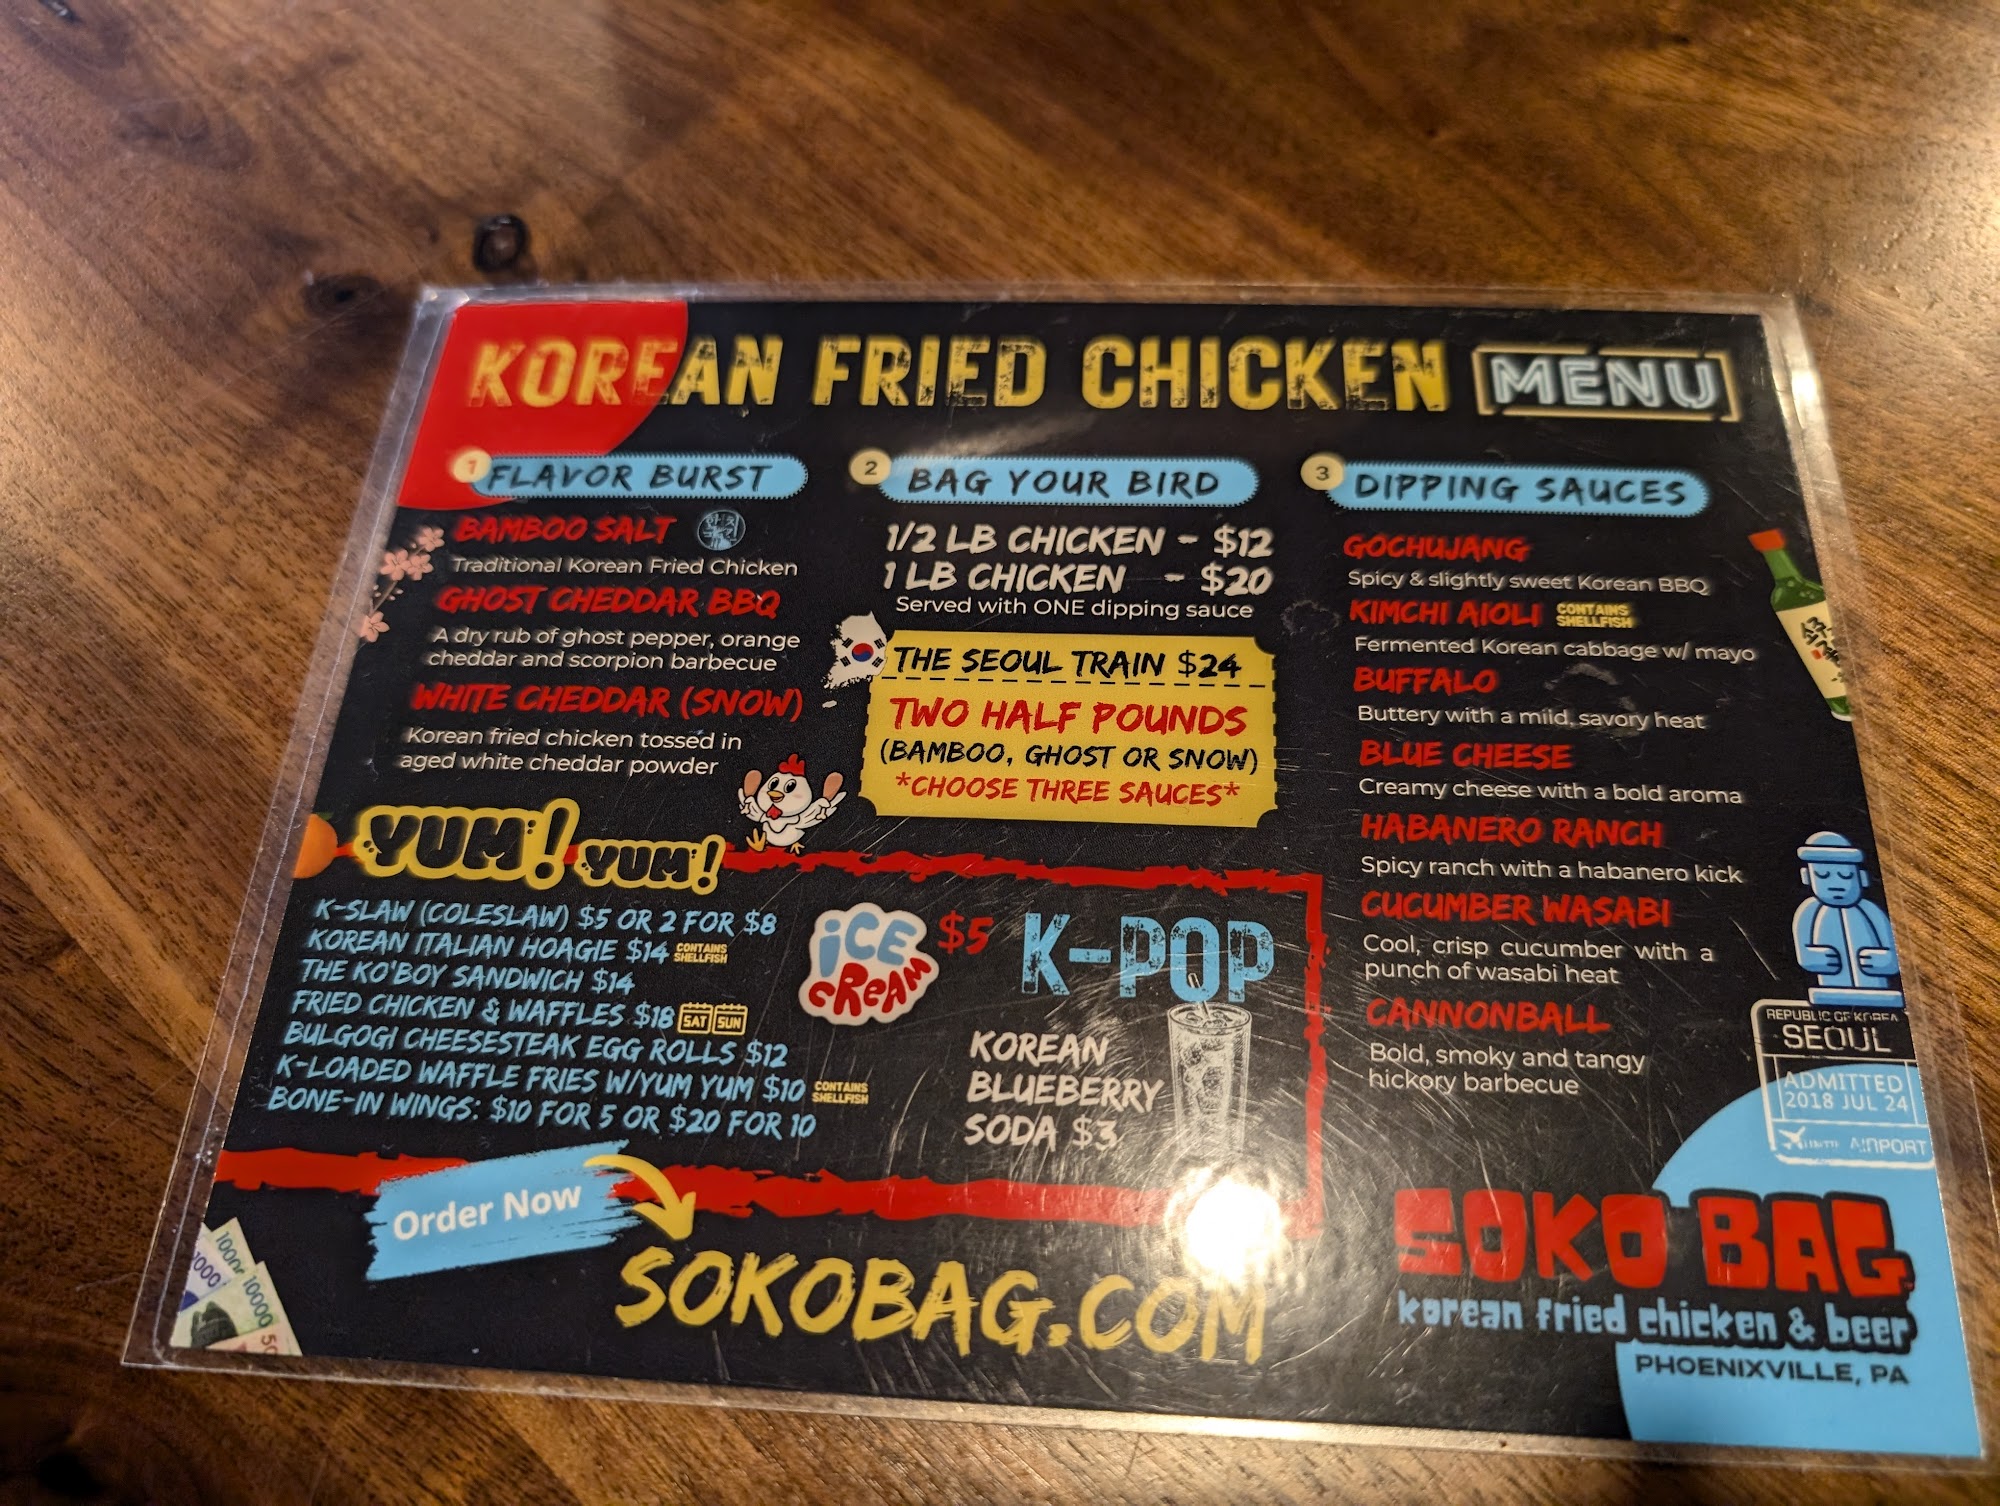 KOREAN FRIED CHICKEN MENU
1 FLAVOR BURST
BAMBOO SALT
Traditional Korean Fried Chicken
GHOST CHEDDAR BBQ
A dry rub of ghost pepper, orange
cheddar and scorpion barbecue
WHITE CHEDDAR (SNOW)
Korean fried chicken tossed in
aged white cheddar powder
2 BAG YOUR BIRD
1/2 LB CHICKEN - $12
1 LB CHICKEN - $20
Served with ONE dipping sauce
THE SEOUL TRAIN $24
TWO HALF POUNDS
(BAMBOO, GHOST OR SNOW)
*CHOOSE THREE SAUCES*
3 DIPPING SAUCES
GOCHUJANG
Spicy & slightly sweet Korean BBQ
KIMCHI AIOLI CONTAINS SHELLFISH
Fermented Korean cabbage w/ mayo
BUFFALO
Buttery with a mild, savory heat
BLUE CHEESE
Creamy cheese with a bold aroma
HABANERO RANCH
Spicy ranch with a habanero kick
CUCUMBER WASABI
Cool, crisp cucumber with a
punch of wasabi heat
CANNONBALL
Bold, smoky and tangy
hickory barbecue
YUM! YUM!
K-SLAW (COLESLAW) $5 OR 2 FOR $8
KOREAN ITALIAN HOAGIE $14 CONTAINS SHELLFISH
THE KO'BOY SANDWICH $14
FRIED CHICKEN & WAFFLES $18 SAT SUN
BULGOGI CHEESESTEAK EGG ROLLS $12
K-LOADED WAFFLE FRIES W/YUM YUM $10 CONTAINS SHELLFISH
BONE-IN WINGS: $10 FOR 5 OR $20 FOR 10
ICE CREAM $5
K-POP
KOREAN
BLUEBERRY
SODA $3
REPUBLIC OF KOREA
SEOUL
ADMITTED
2018 JUL 24
AIRPORT
Order Now
SOKOBAG.COM
SOKO BAG
korean fried chicken & beer
PHOENIXVILLE, PA
10000
10000